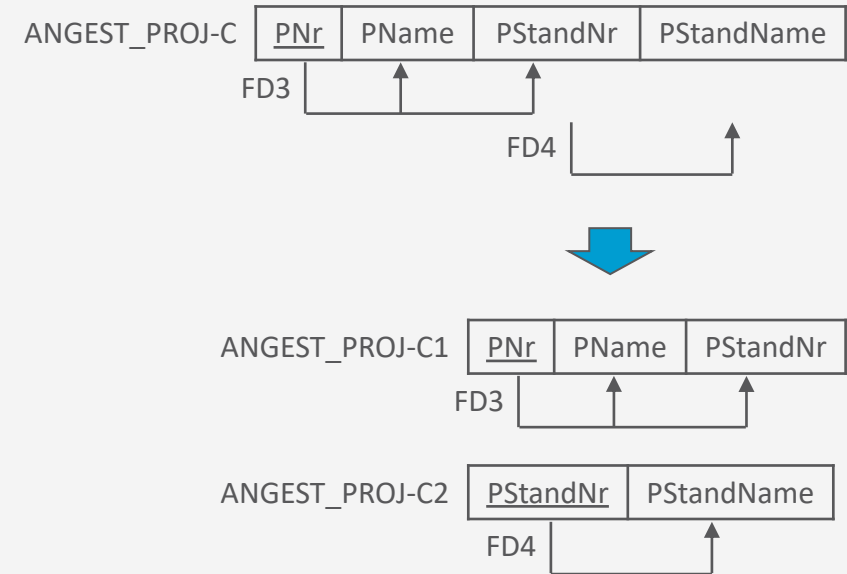 ANGEST_PROJ-C PNr PName PStandNr PStandName
FD3
FD4
ANGEST_PROJ-C1 PNr PName PStandNr
FD3
ANGEST_PROJ-C2 PStandNr PStandName
FD4